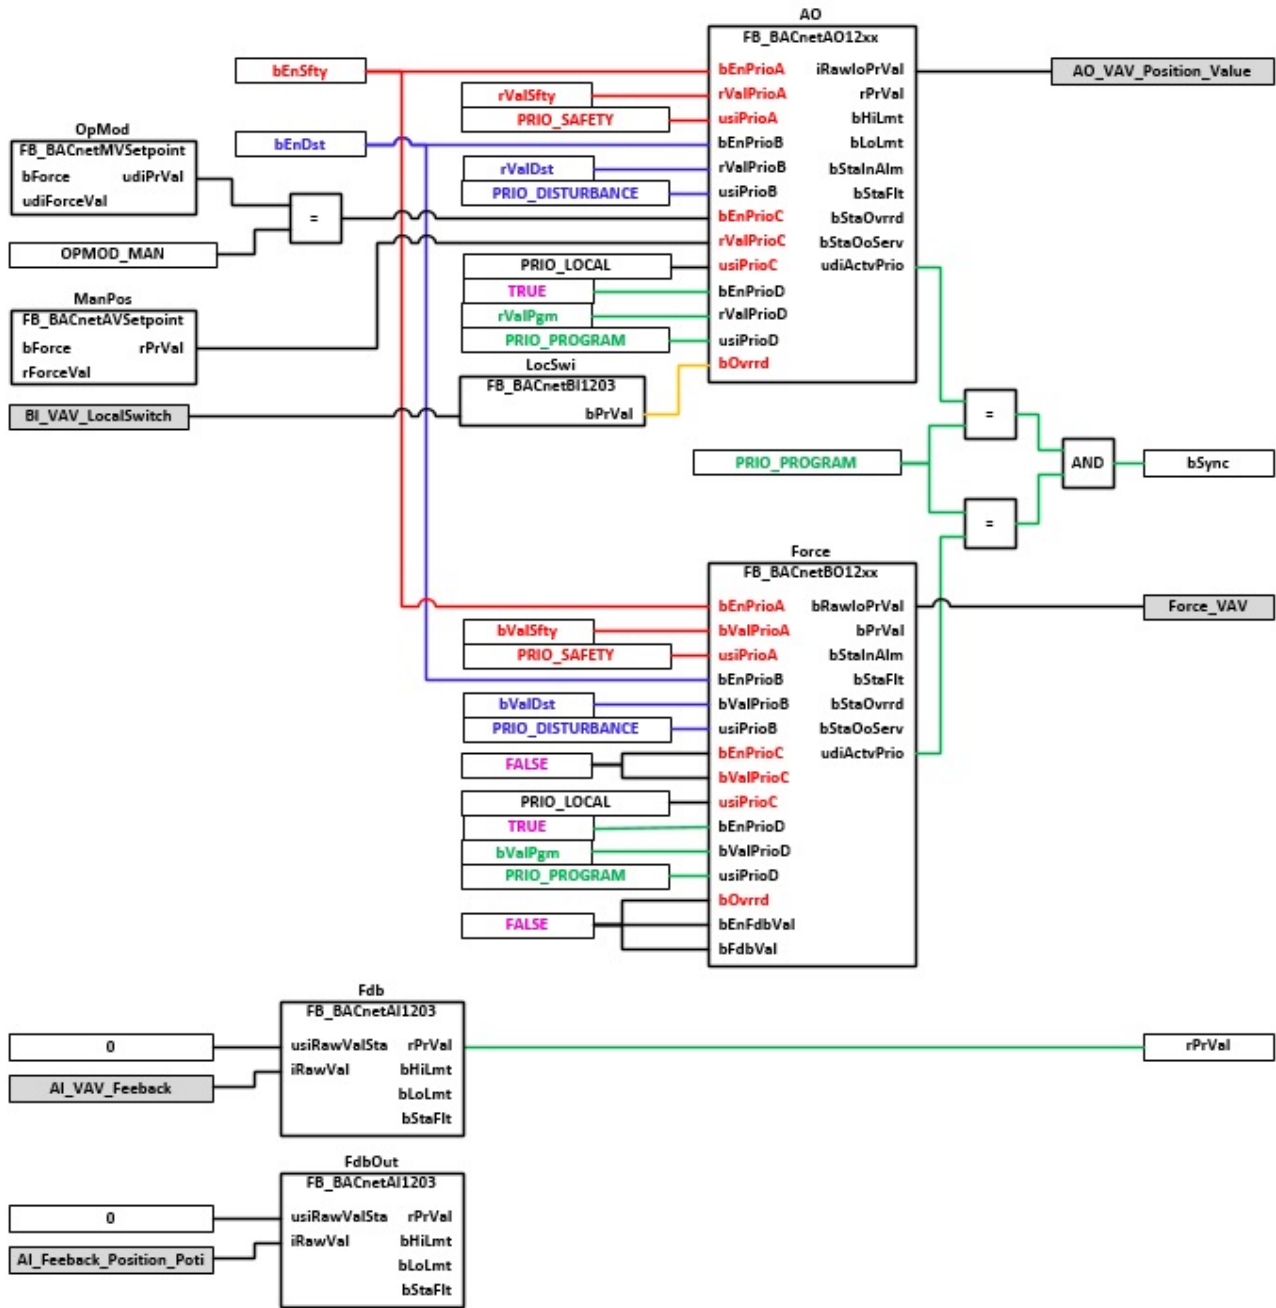 AO
FB_BACnetAO12xx
bEnSfty
bEnPrioA
iRawIoPrVal
AO_VAV_Position_Value
rValSfty
rValPrioA
rPrVal
PRIO_SAFETY
usiPrioA
bHiLmt
OpMod
FB_BACnetMVSetpoint
bEnDst
bEnPrioB
bLoLmt
bForce
udiPrVal
rValDst
rValPrioB
bStaInAlm
udiForceVal
PRIO_DISTURBANCE
usiPrioB
bStaFlt
=
bEnPrioC
bStaOvrrd
OPMOD_MAN
rValPrioC
bStaOoServ
PRIO_LOCAL
usiPrioC
udiActvPrio
ManPos
TRUE
bEnPrioD
FB_BACnetAVSetpoint
rValPgm
rValPrioD
bForce
rPrVal
PRIO_PROGRAM
usiPrioD
rForceVal
LocSwi
bOvrrd
FB_BACnetBI1203
BI_VAV_LocalSwitch
bPrVal
=
PRIO_PROGRAM
AND
bSync
=
Force
FB_BACnetBO12xx
bEnPrioA
bRawIoPrVal
Force_VAV
bValSfty
bValPrioA
bPrVal
PRIO_SAFETY
usiPrioA
bStaInAlm
bEnPrioB
bStaFlt
bValDst
bValPrioB
bStaOvrrd
PRIO_DISTURBANCE
usiPrioB
bStaOoServ
bEnPrioC
udiActvPrio
FALSE
bValPrioC
PRIO_LOCAL
usiPrioC
TRUE
bEnPrioD
bValPgm
bValPrioD
PRIO_PROGRAM
usiPrioD
bOvrrd
FALSE
bEnFdbVal
bFdbVal
Fdb
FB_BACnetAI1203
0
usiRawValSta
rPrVal
rPrVal
AI_VAV_Feeback
iRawVal
bHiLmt
bLoLmt
bStaFlt
FdbOut
FB_BACnetAI1203
0
usiRawValSta
rPrVal
AI_Feeback_Position_Poti
iRawVal
bHiLmt
bLoLmt
bStaFlt